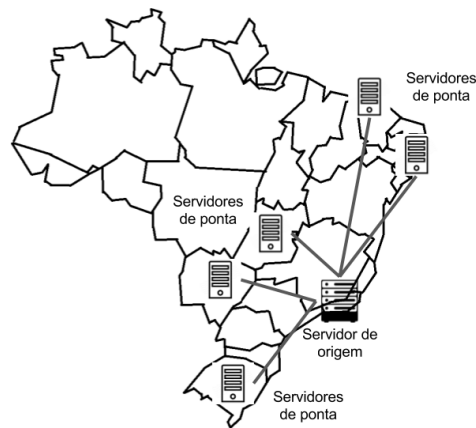 Servidores
de ponta
Servidores
de ponta
Servidor de
origem
Servidores
de ponta